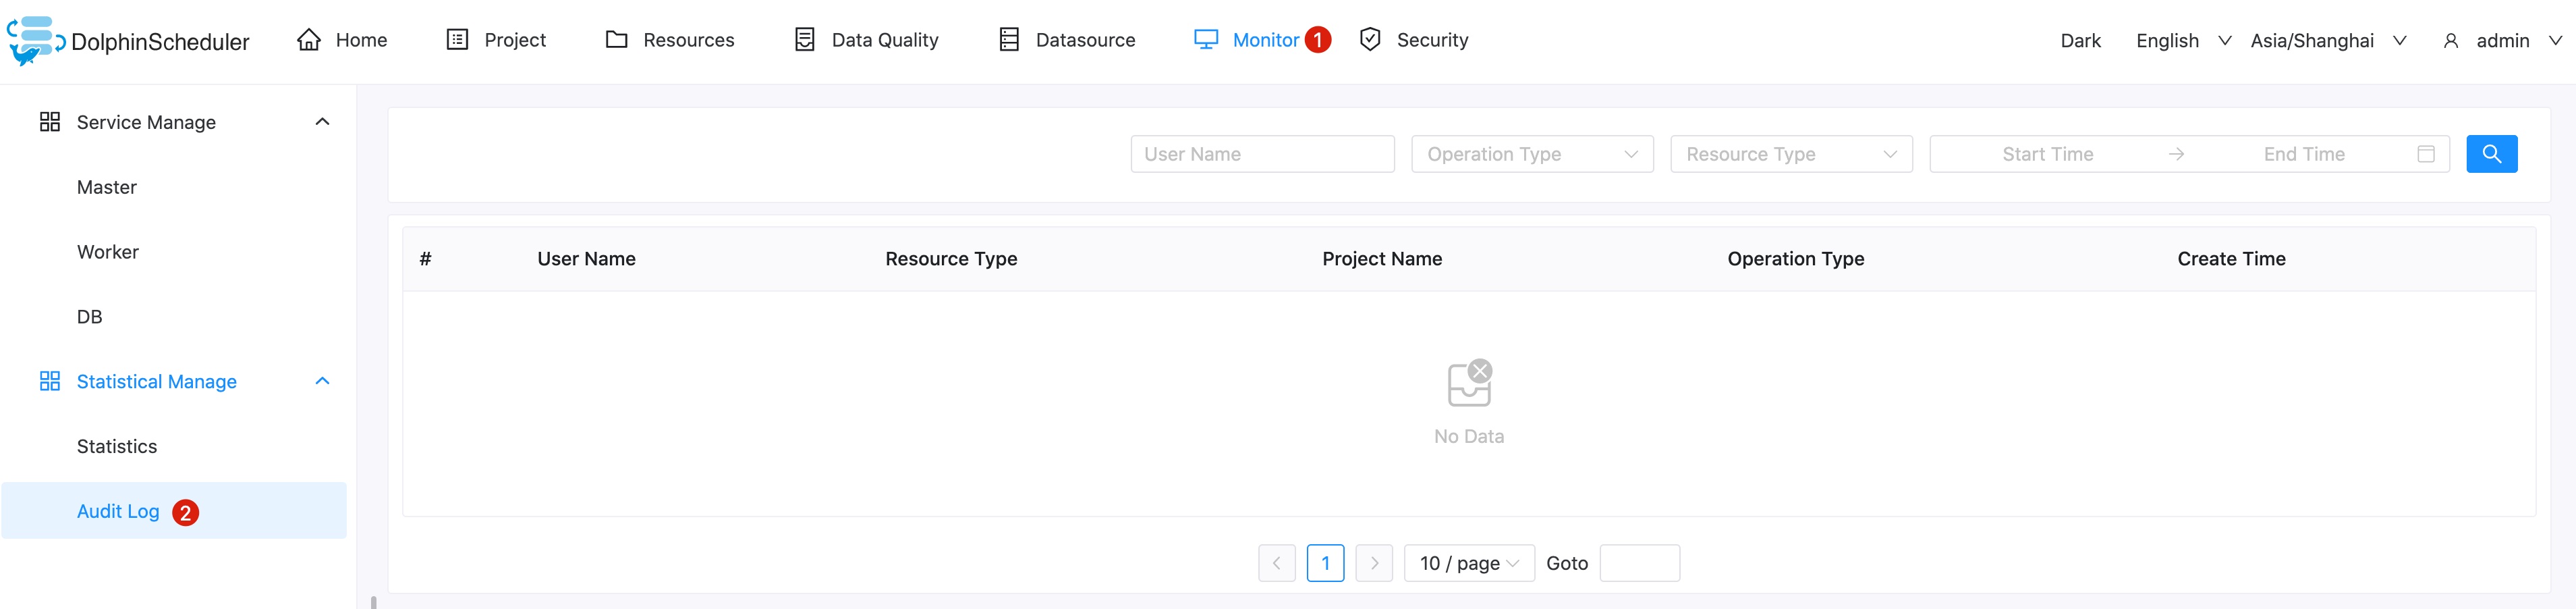 DolphinScheduler Home Project Resources Data Quality Datasource Monitor 1 Security Dark English Asia/Shanghai admin
Service Manage
Master
Worker
DB
Statistical Manage
Statistics
Audit Log 2
User Name Operation Type Resource Type Start Time End Time
# User Name Resource Type Project Name Operation Type Create Time
No Data
1 10 / page Goto